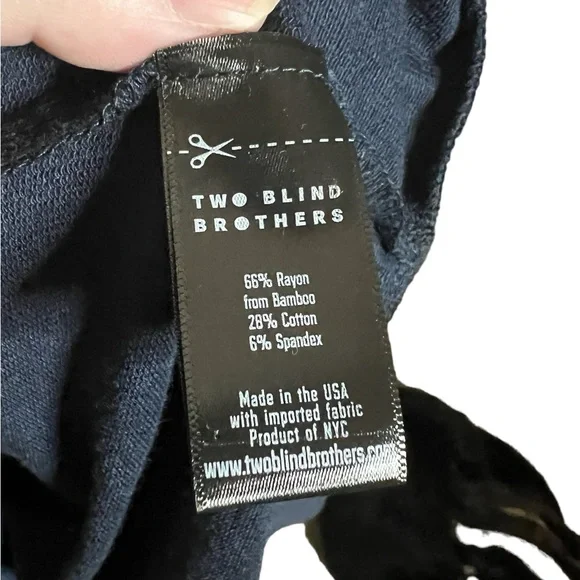 TWO BLIND
BROTHERS
66% Rayon
from Bamboo
28% Cotton
6% Spandex
Made in the USA
with imported fabric
Product of NYC
www.twoblindbrothers.com